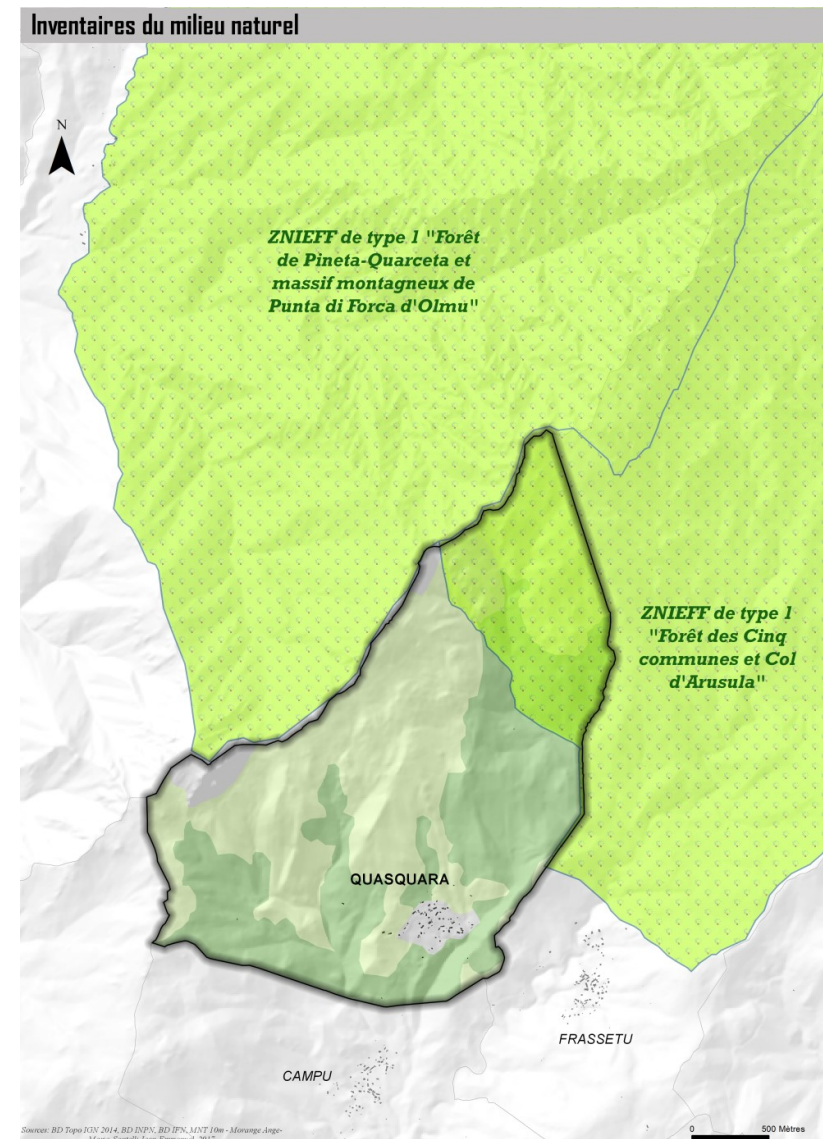 Inventaires du milieu naturel
N
ZNIEFF de type 1 "Forêt
de Pineta-Quarceta et
massif montagneux de
Punta di Forca d'Olmu"
ZNIEFF de type 1
"Forêt des Cinq
communes et Col
d'Arusula"
QUASQUARA
FRASSETU
CAMPU
Sources: BD Topo IGN 2014, BD INPN, BD IFN, MNT 10m - Morange Ange-
2017
0 500 Mètres